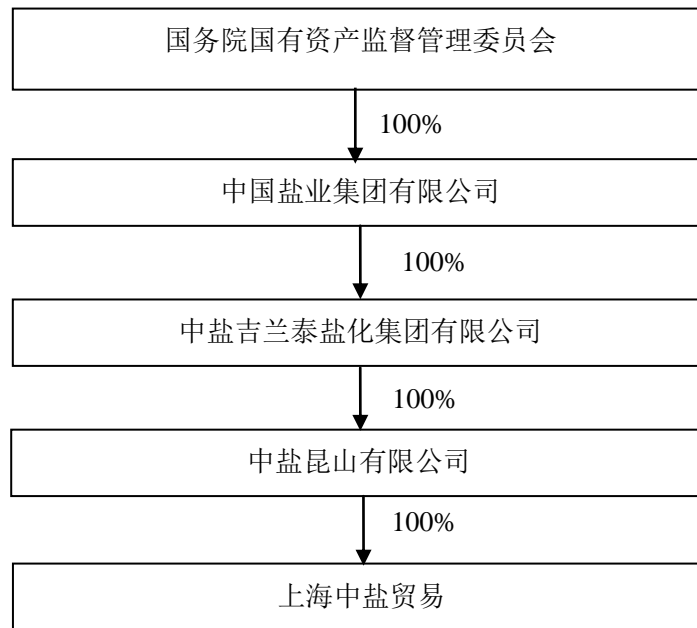 国务院国有资产监督管理委员会
100%
中国盐业集团有限公司
100%
中盐吉兰泰盐化集团有限公司
100%
中盐昆山有限公司
100%
上海中盐贸易